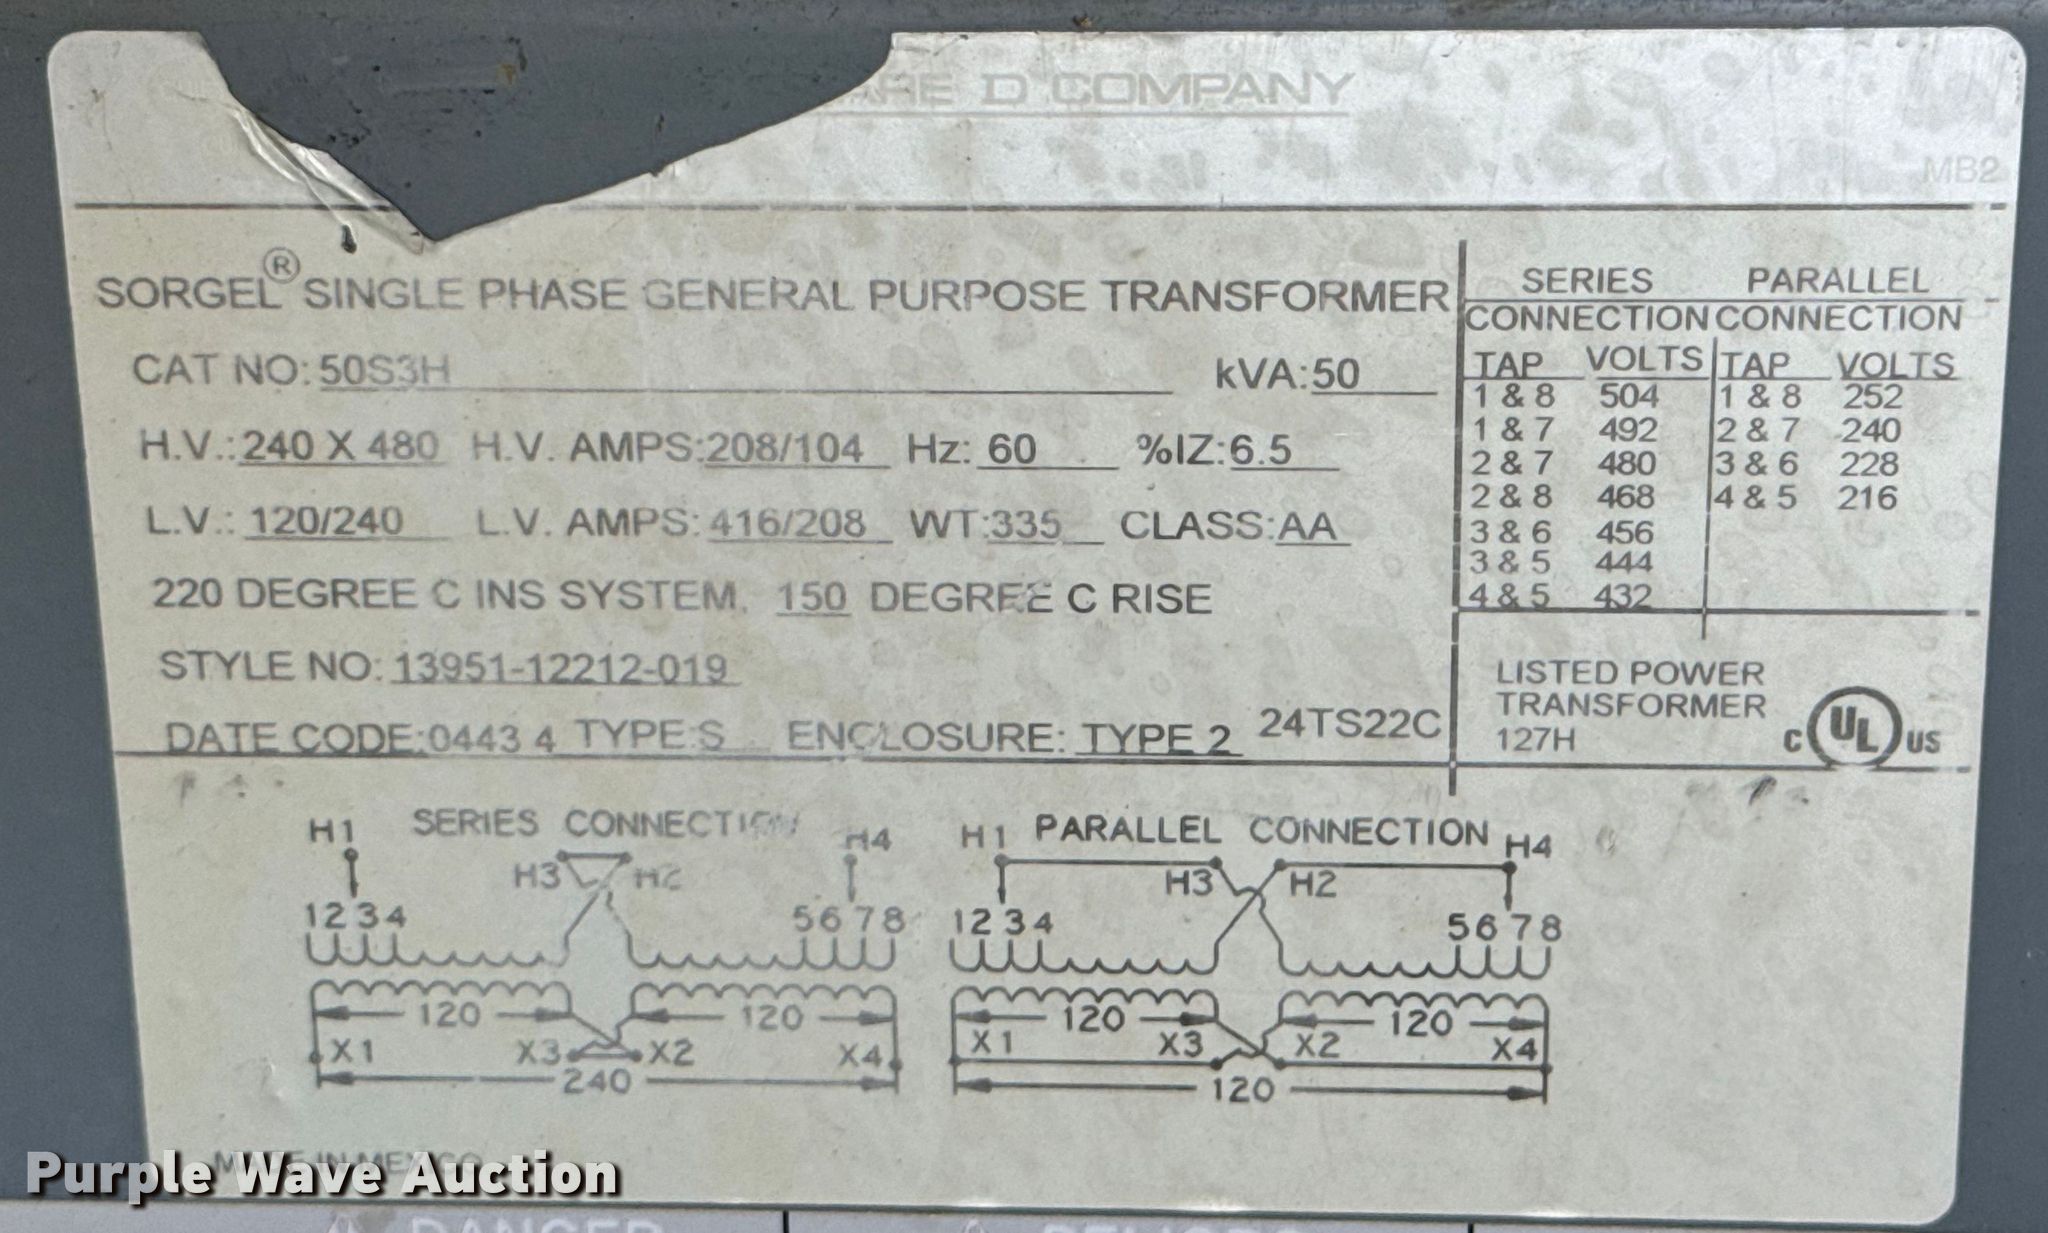 D COMPANY
MB2
SORGEL® SINGLE PHASE GENERAL PURPOSE TRANSFORMER
CAT NO: 50S3H kVA: 50
H.V.: 240 X 480 H.V. AMPS: 208/104 Hz: 60 %IZ: 6.5
L.V.: 120/240 L.V. AMPS: 416/208 WT: 335 CLASS: AA
220 DEGREE C INS SYSTEM, 150 DEGREE C RISE
STYLE NO: 13951-12212-019
DATE CODE: 0443 4 TYPE: S ENCLOSURE: TYPE 2 24TS22C
SERIES PARALLEL
CONNECTION CONNECTION
TAP VOLTS TAP VOLTS
1 & 8 504 1 & 8 252
1 & 7 492 2 & 7 240
2 & 7 480 3 & 6 228
2 & 8 468 4 & 5 216
3 & 6 456
3 & 5 444
4 & 5 432
LISTED POWER
TRANSFORMER
127H
C UL US
H1 SERIES CONNECTION H4
H3 H2
1 2 3 4 5 6 7 8
120 120
X1 X3 X2 X4
240
H1 PARALLEL CONNECTION H4
H3 H2
1 2 3 4 5 6 7 8
120 120
X1 X3 X2 X4
120
MADE IN MEXICO
Purple Wave Auction
DANGER